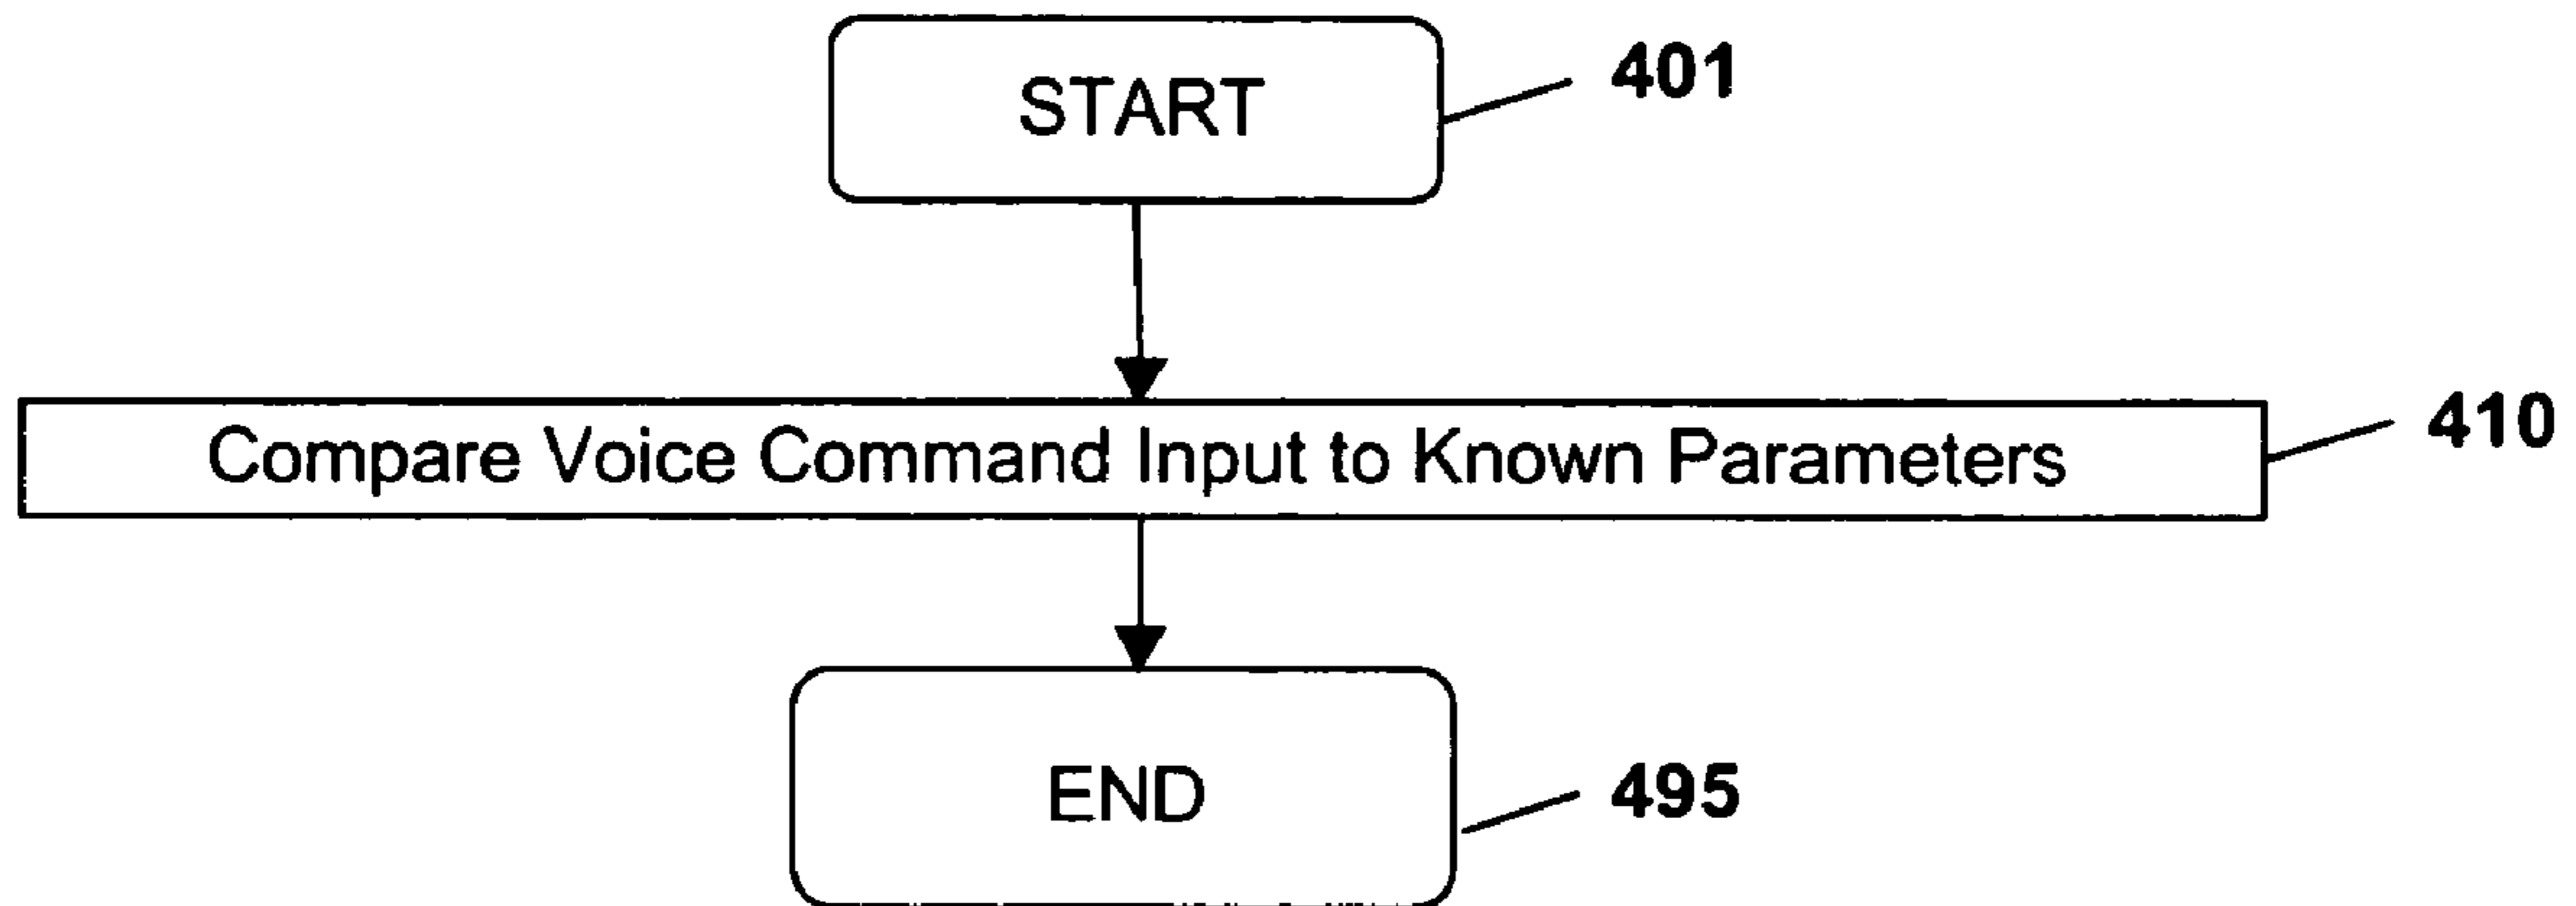 START
401
Compare Voice Command Input to Known Parameters
410
END
495